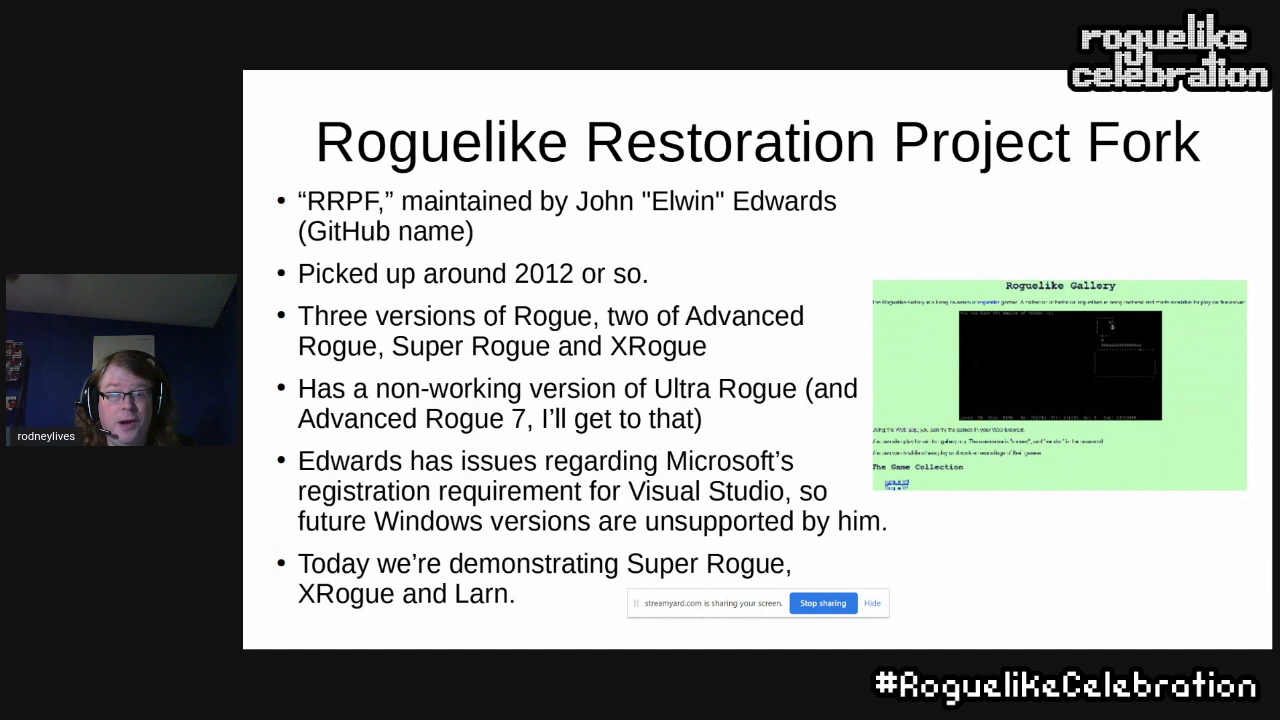 roguelike
celebration
Roguelike Restoration Project Fork
• “RRPF,” maintained by John "Elwin" Edwards
(GitHub name)
• Picked up around 2012 or so.
• Three versions of Rogue, two of Advanced
Rogue, Super Rogue and XRogue
• Has a non-working version of Ultra Rogue (and
Advanced Rogue 7, I’ll get to that)
• Edwards has issues regarding Microsoft’s
registration requirement for Visual Studio, so
future Windows versions are unsupported by him.
• Today we’re demonstrating Super Rogue,
XRogue and Larn.
Roguelike Gallery
The Game Collection
streamyard.com is sharing your screen. Stop sharing Hide
rodneylives
#RoguelikeCelebration